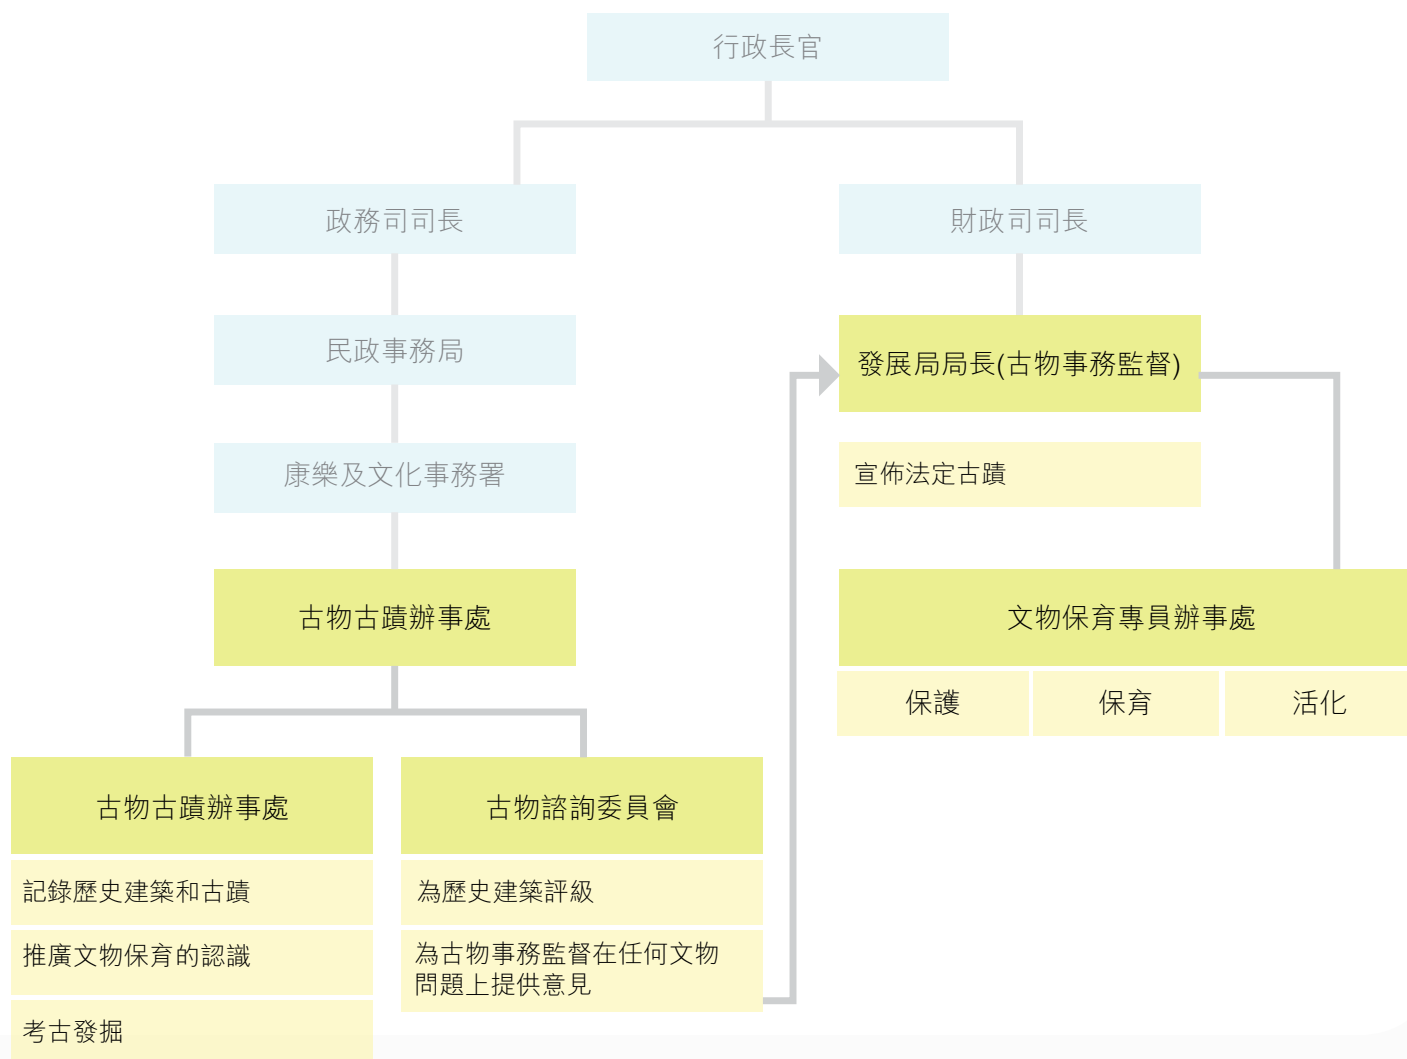 行政長官
政務司司長
財政司司長
民政事務局
發展局局長(古物事務監督)
康樂及文化事務署
宣佈法定古蹟
古物古蹟辦事處
文物保育專員辦事處
保護
保育
活化
古物古蹟辦事處
古物諮詢委員會
記錄歷史建築和古蹟
為歷史建築評級
推廣文物保育的認識
為古物事務監督在任何文物
問題上提供意見
考古發掘